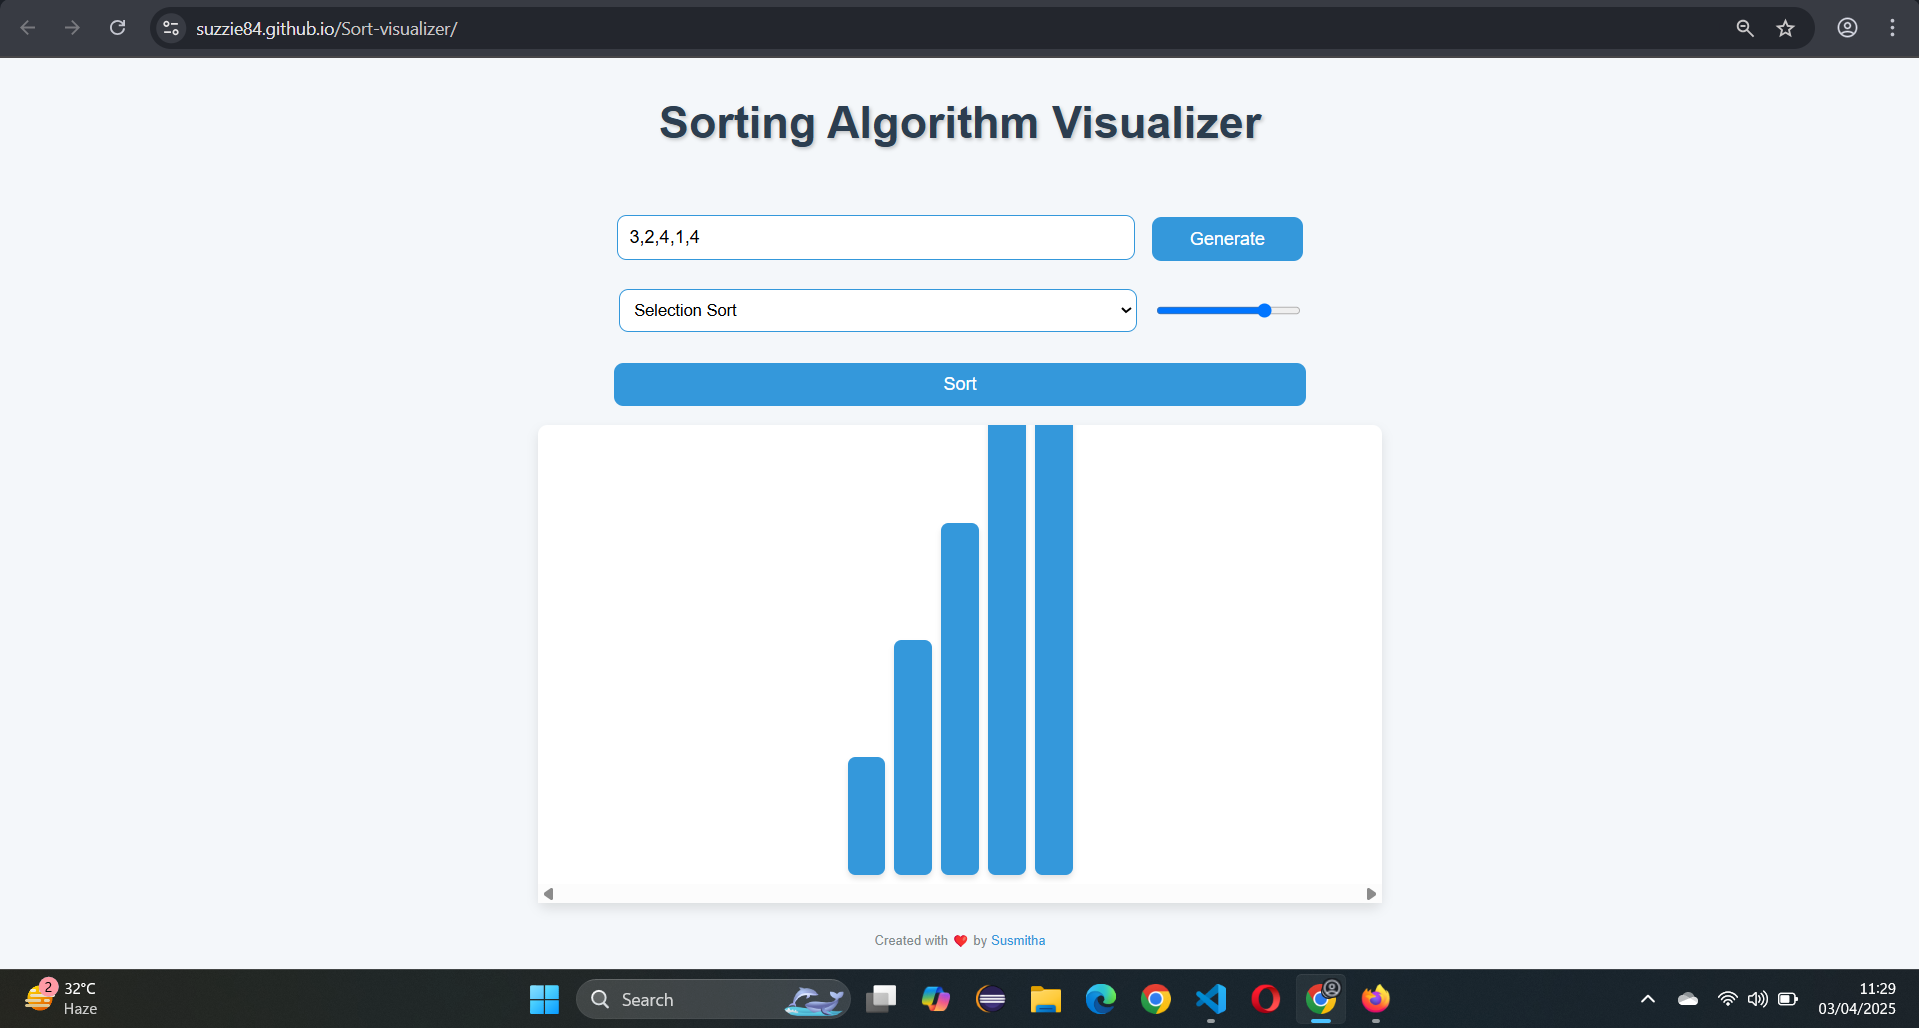 suzzie84.github.io/Sort-visualizer/
Sorting Algorithm Visualizer
3,2,4,1,4
Generate
Selection Sort
Sort
Created with ❤️ by Susmitha
2
32°C
Haze
Search
11:29
03/04/2025